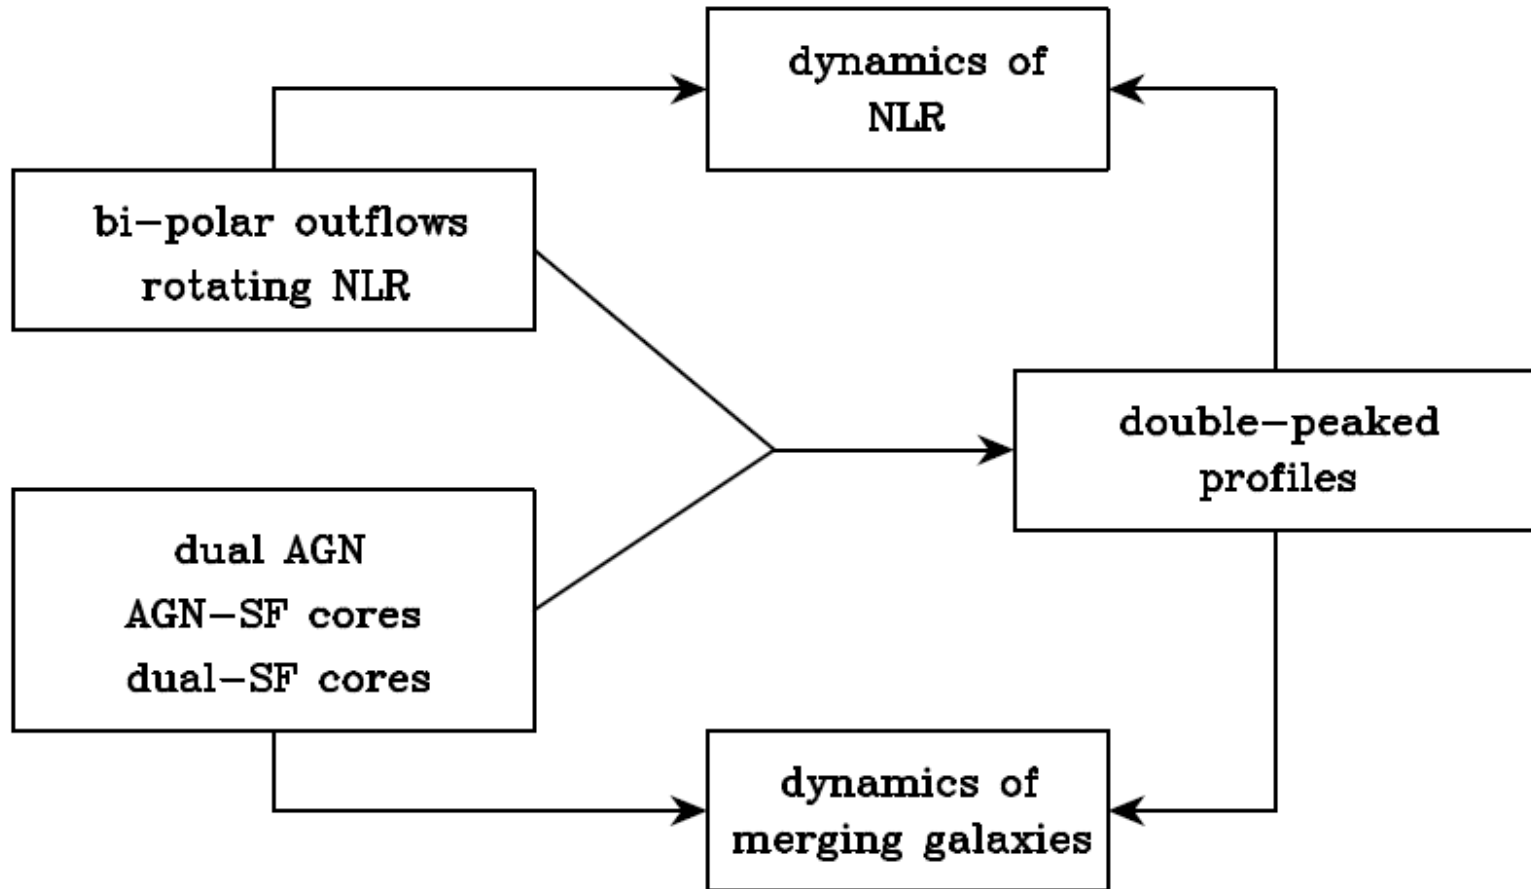 dynamics of
NLR
bi-polar outflows
rotating NLR
double-peaked
profiles
dual AGN
AGN-SF cores
dual-SF cores
dynamics of
merging galaxies